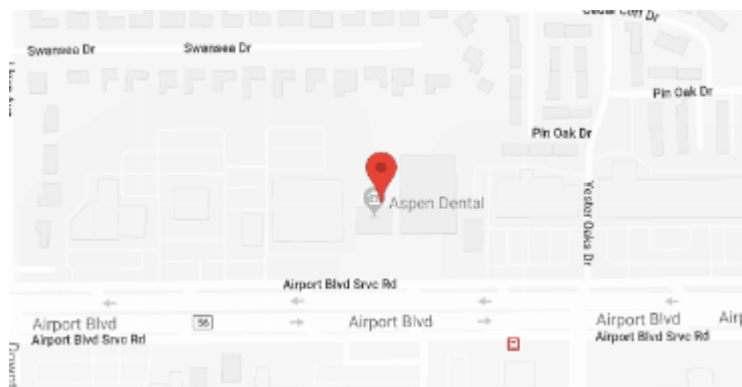 Cedar Cliff Dr
Swansea Dr
Swansea Dr
Pin Oak Dr
Pin Oak Dr
Aspen Dental
Yester Oaks Dr
Airport Blvd Srvc Rd
Airport Blvd
56
Airport Blvd
Airport Blvd
Airp
Airport Blvd Srvc Rd
Airport Blvd Srvc Rd